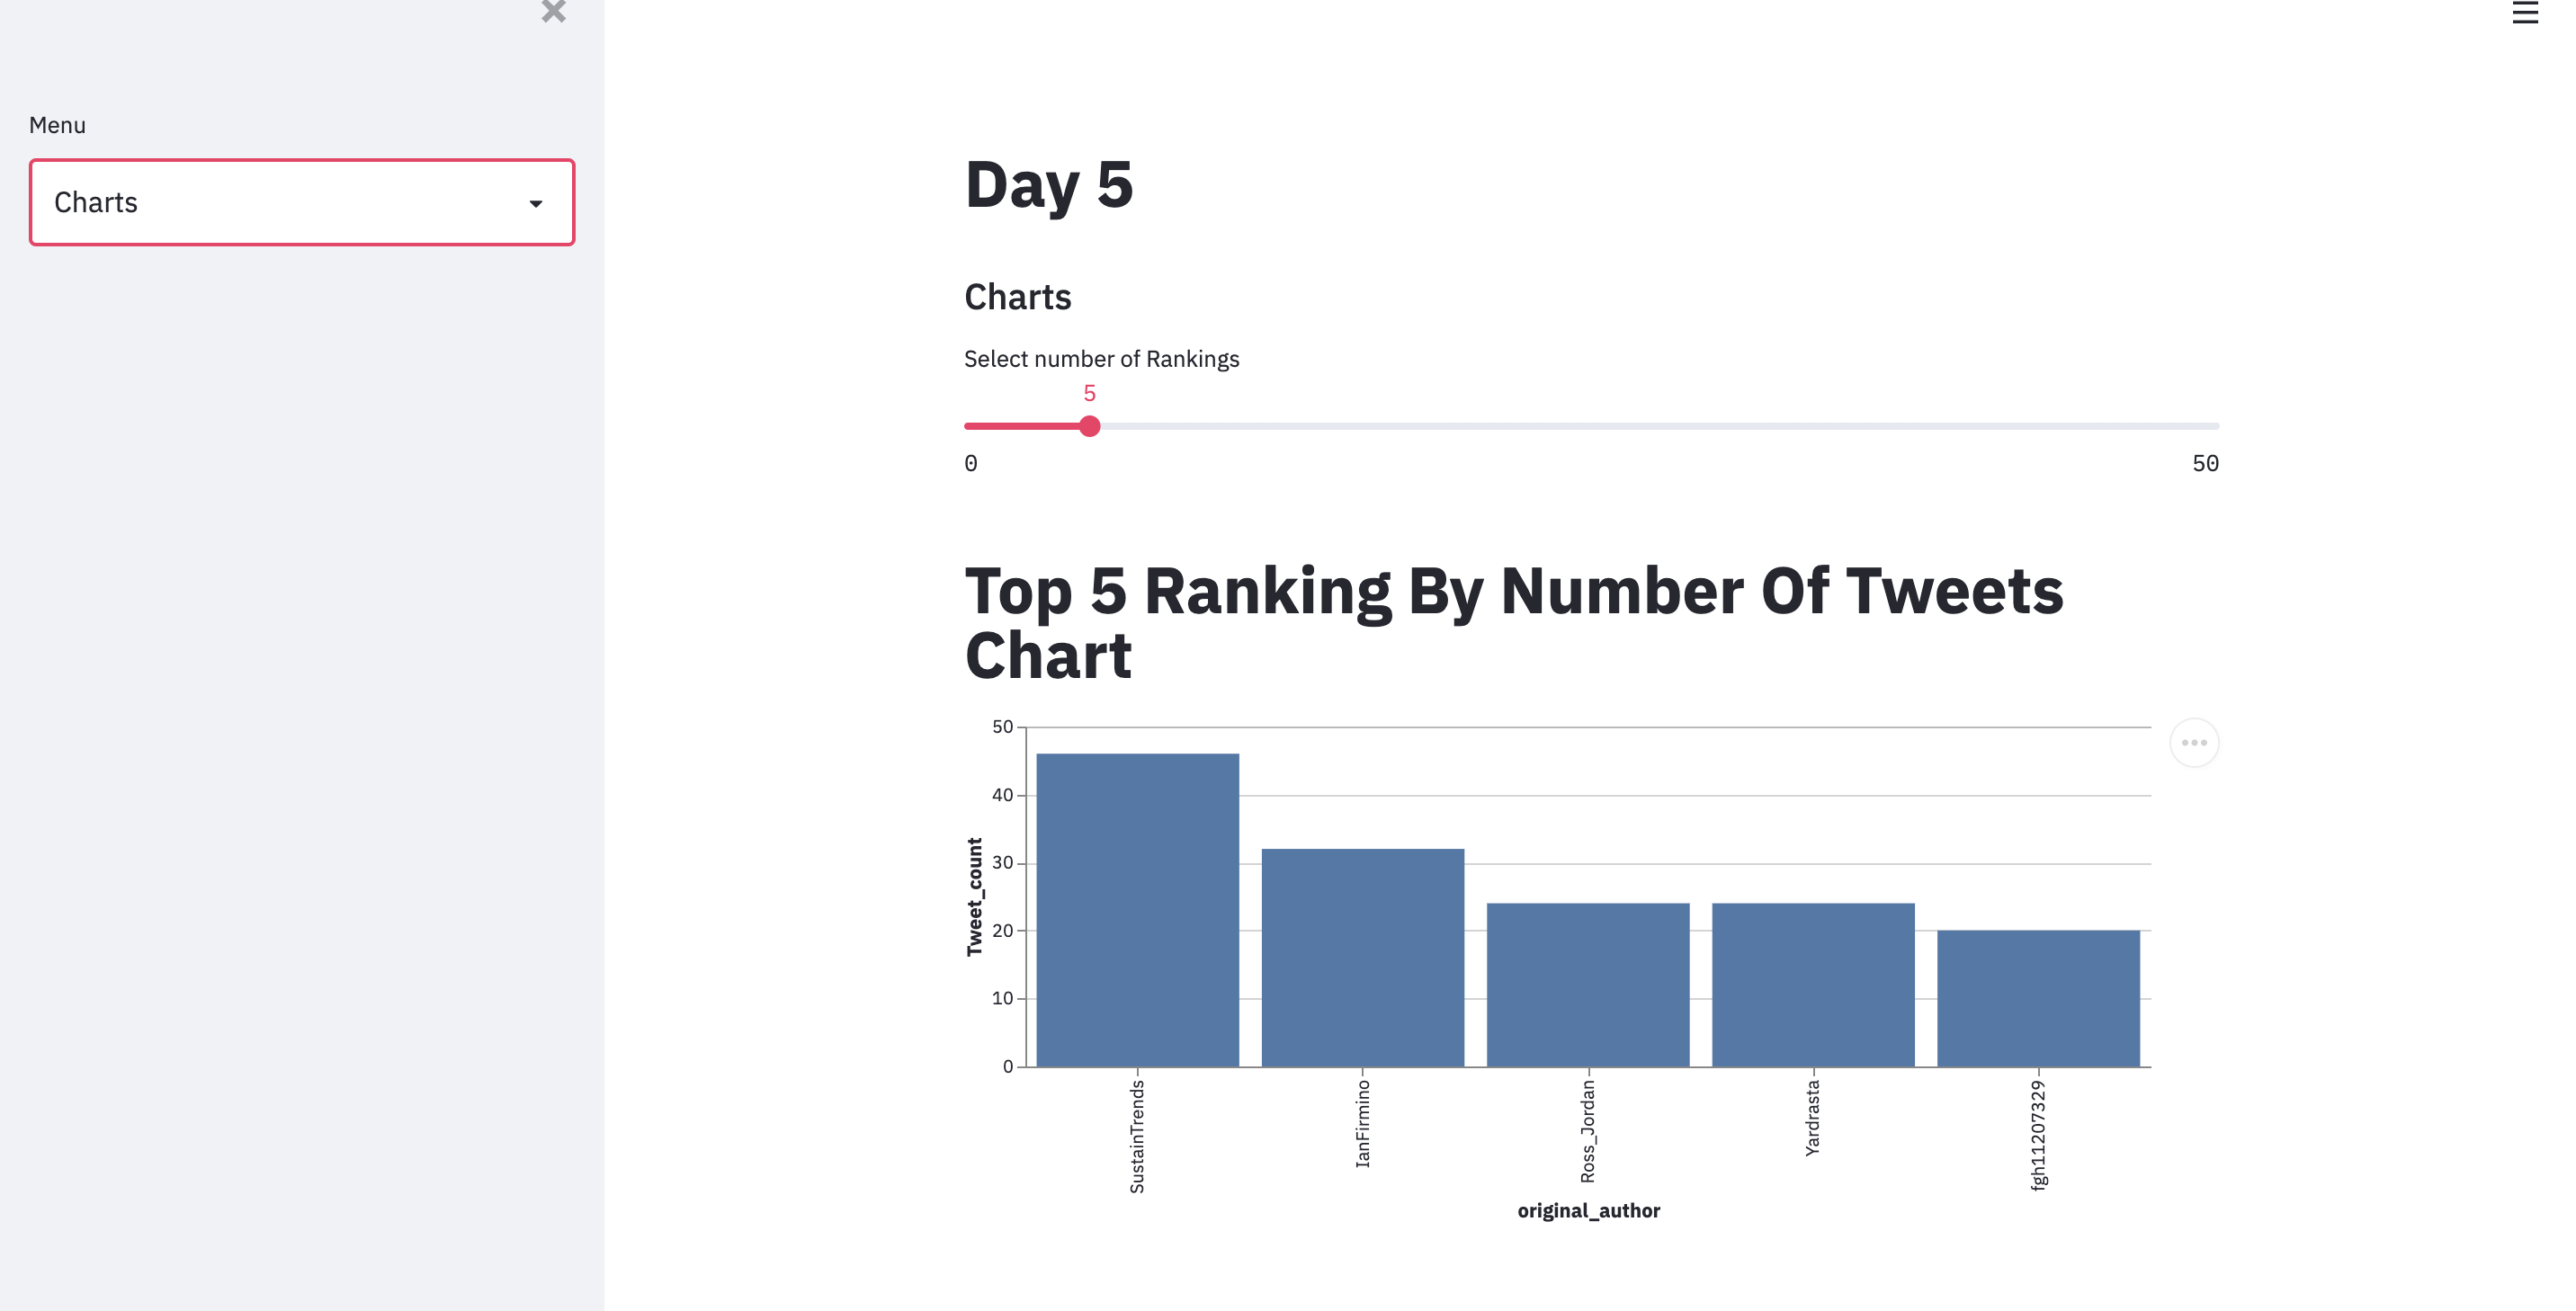 Menu
Charts
Day 5
Charts
Select number of Rankings
5
0
50
Top 5 Ranking By Number Of Tweets
Chart
50
40
30
20
10
0
Tweet_count
SustainTrends
IanFirmino
Ross_Jordan
Yardrasta
fgh11207329
original_author